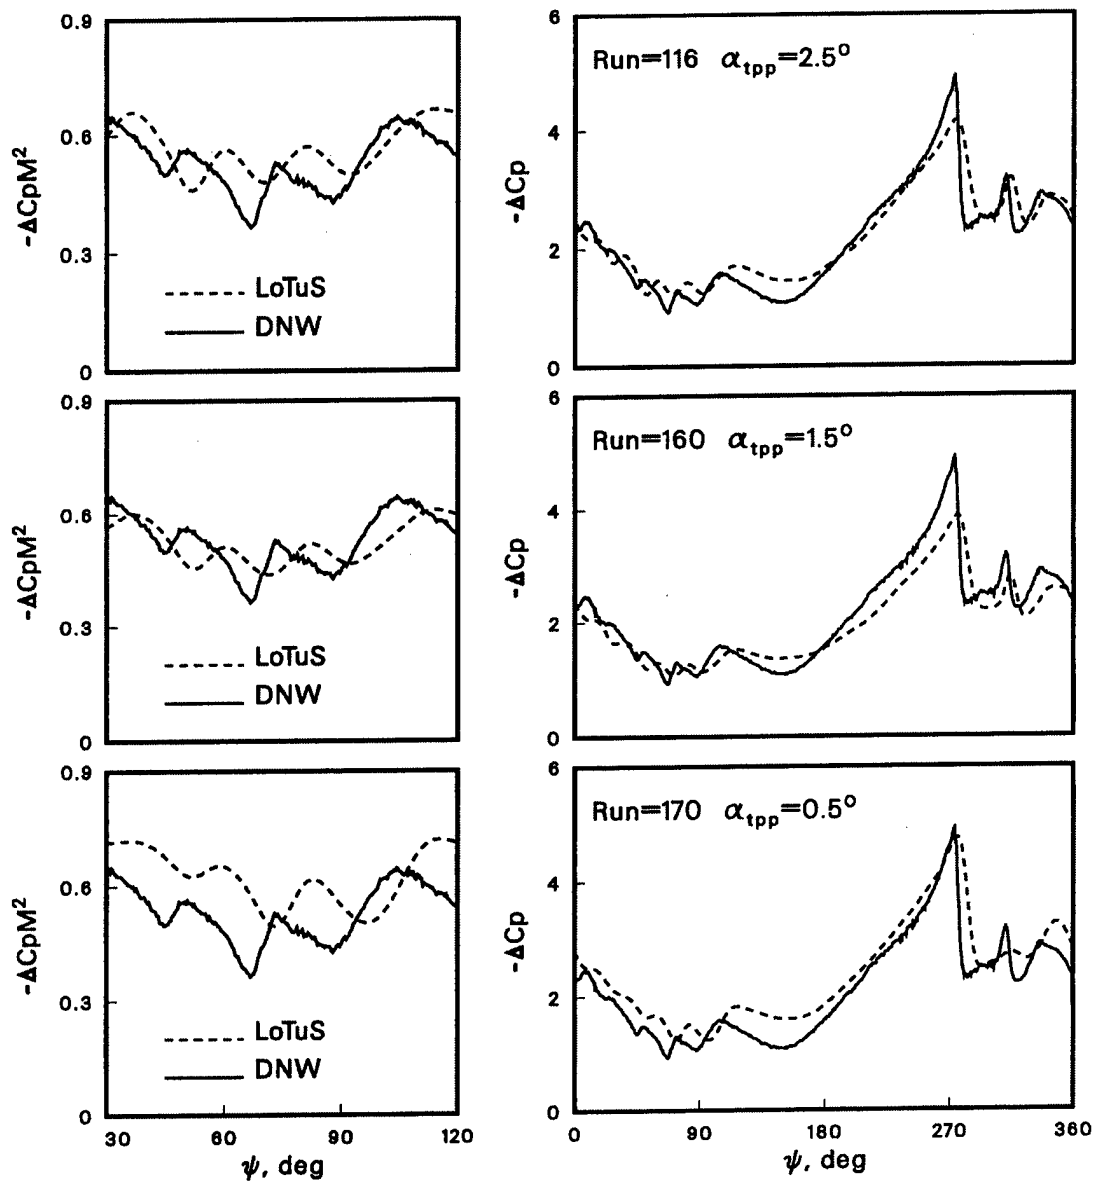 0.9
0.6
0.3
0
-ΔCpM²
LoTuS
DNW
6
4
2
0
-ΔCp
Run=116 αtpp=2.5°
0.9
0.6
0.3
0
-ΔCpM²
LoTuS
DNW
6
4
2
0
-ΔCp
Run=160 αtpp=1.5°
0.9
0.6
0.3
0
-ΔCpM²
LoTuS
DNW
30 60 90 120
ψ, deg
6
4
2
0
-ΔCp
Run=170 αtpp=0.5°
0 90 180 270 360
ψ, deg